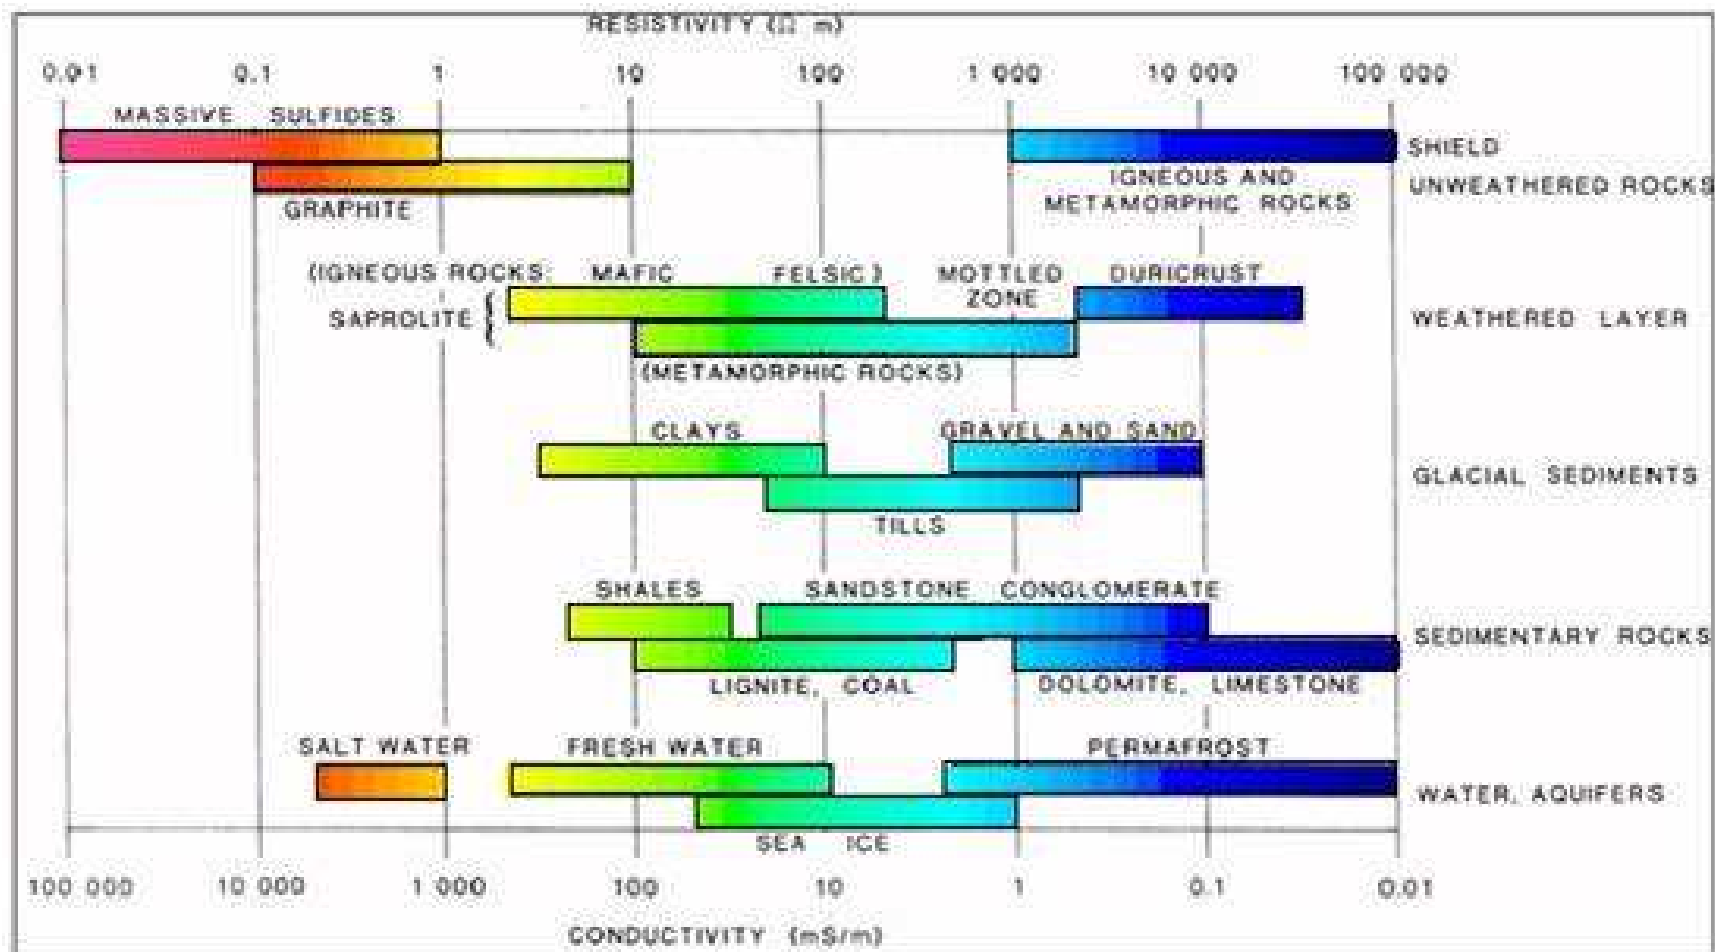 RESISTIVITY (Ω m)
0.01 0.1 1 10 100 1 000 10 000 100 000
MASSIVE SULFIDES
SHIELD
IGNEOUS AND
UNWEATHERED ROCKS
METAMORPHIC ROCKS
GRAPHITE
(IGNEOUS ROCKS: MAFIC FELSIC) MOTTLED DURICRUST
ZONE
SAPROLITE { WEATHERED LAYER
(METAMORPHIC ROCKS)
CLAYS GRAVEL AND SAND
GLACIAL SEDIMENTS
TILLS
SHALES SANDSTONE CONGLOMERATE
SEDIMENTARY ROCKS
LIGNITE, COAL DOLOMITE, LIMESTONE
SALT WATER FRESH WATER PERMAFROST
WATER, AQUIFERS
SEA ICE
100 000 10 000 1 000 100 10 1 0.1 0.01
CONDUCTIVITY (mS/m)